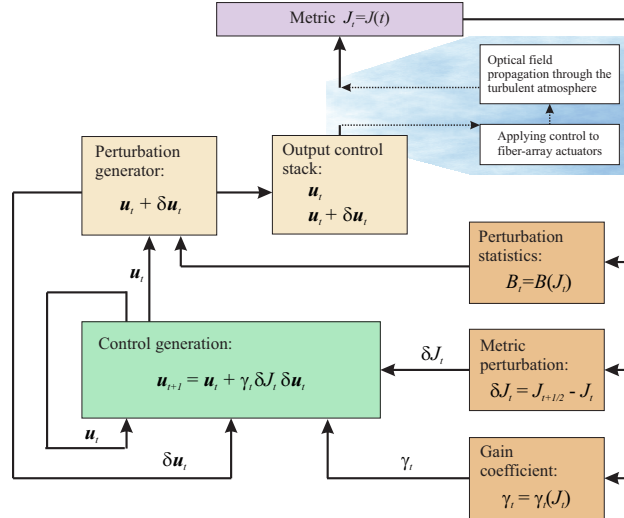 Metric J_t=J(t)
Optical field
propagation through the
turbulent atmosphere
Applying control to
fiber-array actuators
Perturbation
generator:
u_t + δu_t
Output control
stack:
u_t
u_t + δu_t
Perturbation
statistics:
B_t=B(J_t)
u_t
Control generation:
u_{t+1} = u_t + γ_t δJ_t δu_t
δJ_t
Metric
perturbation:
δJ_t = J_{t+1/2} - J_t
u_t
δu_t
γ_t
Gain
coefficient:
γ_t = γ_t(J_t)